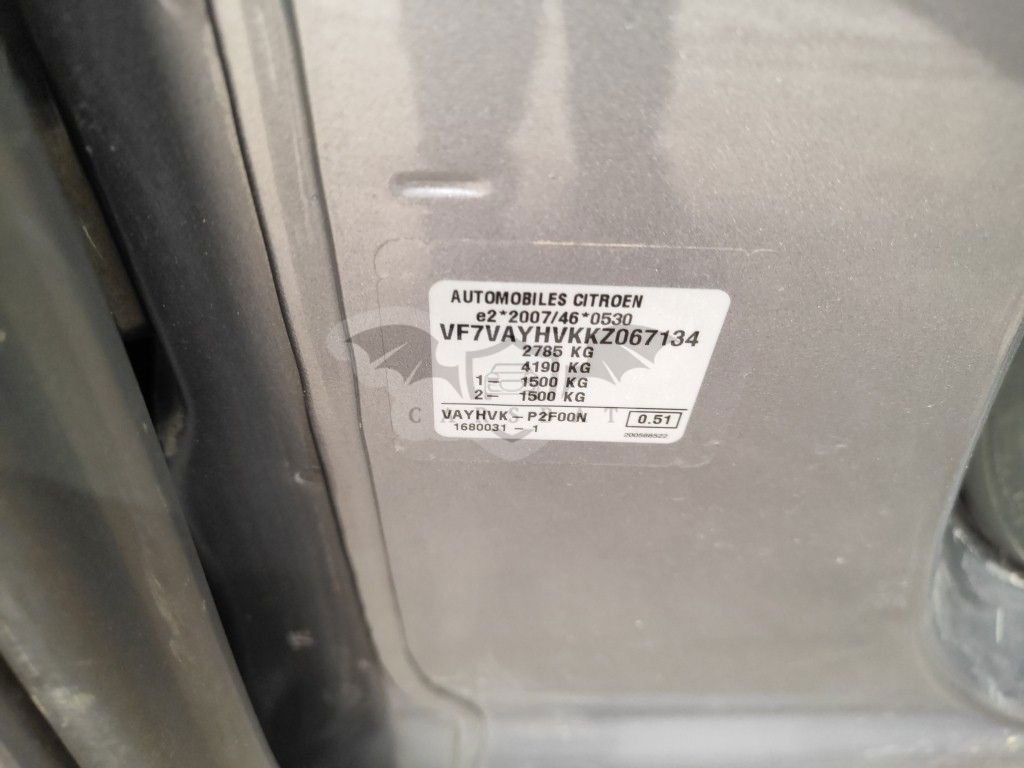 AUTOMOBILES CITROEN
e2*2007/46*0530
VF7VAYHVKKZ067134
2785 KG
4190 KG
1- 1500 KG
2- 1500 KG
VAYHVK-P2F00N 0.51
1680031-1 200588522